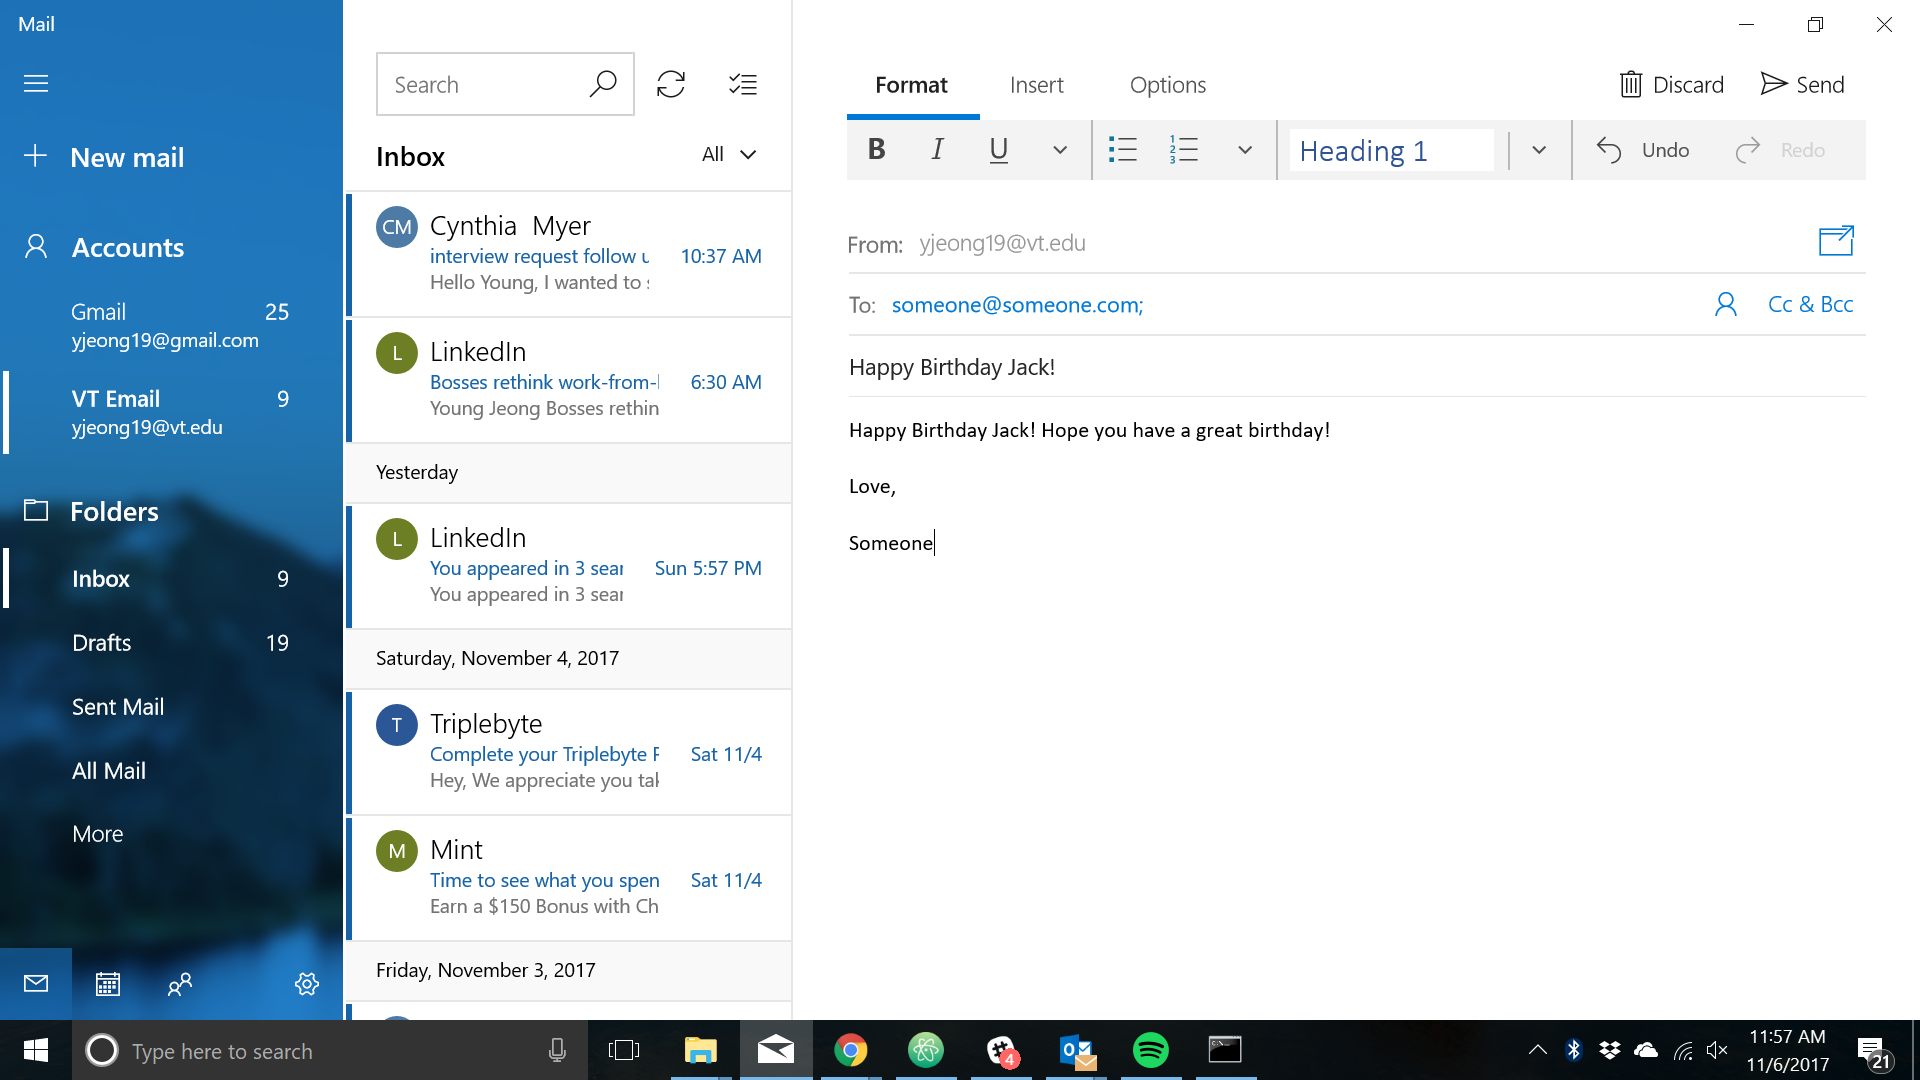 Mail
New mail
Accounts
Gmail 25
yjeong19@gmail.com
VT Email 9
yjeong19@vt.edu
Folders
Inbox 9
Drafts 19
Sent Mail
All Mail
More
Search
Inbox All
CM Cynthia Myer
interview request follow u 10:37 AM
Hello Young, I wanted to s
L LinkedIn
Bosses rethink work-from-h 6:30 AM
Young Jeong Bosses rethin
Yesterday
L LinkedIn
You appeared in 3 sear Sun 5:57 PM
You appeared in 3 sear
Saturday, November 4, 2017
T Triplebyte
Complete your Triplebyte P Sat 11/4
Hey, We appreciate you tak
M Mint
Time to see what you spen Sat 11/4
Earn a $150 Bonus with Ch
Friday, November 3, 2017
Format Insert Options Discard Send
B I U 1 2 3 Heading 1 Undo Redo
From: yjeong19@vt.edu
To: someone@someone.com; Cc & Bcc
Happy Birthday Jack!
Happy Birthday Jack! Hope you have a great birthday!
Love,
Someone
Type here to search
4
11:57 AM
11/6/2017
21